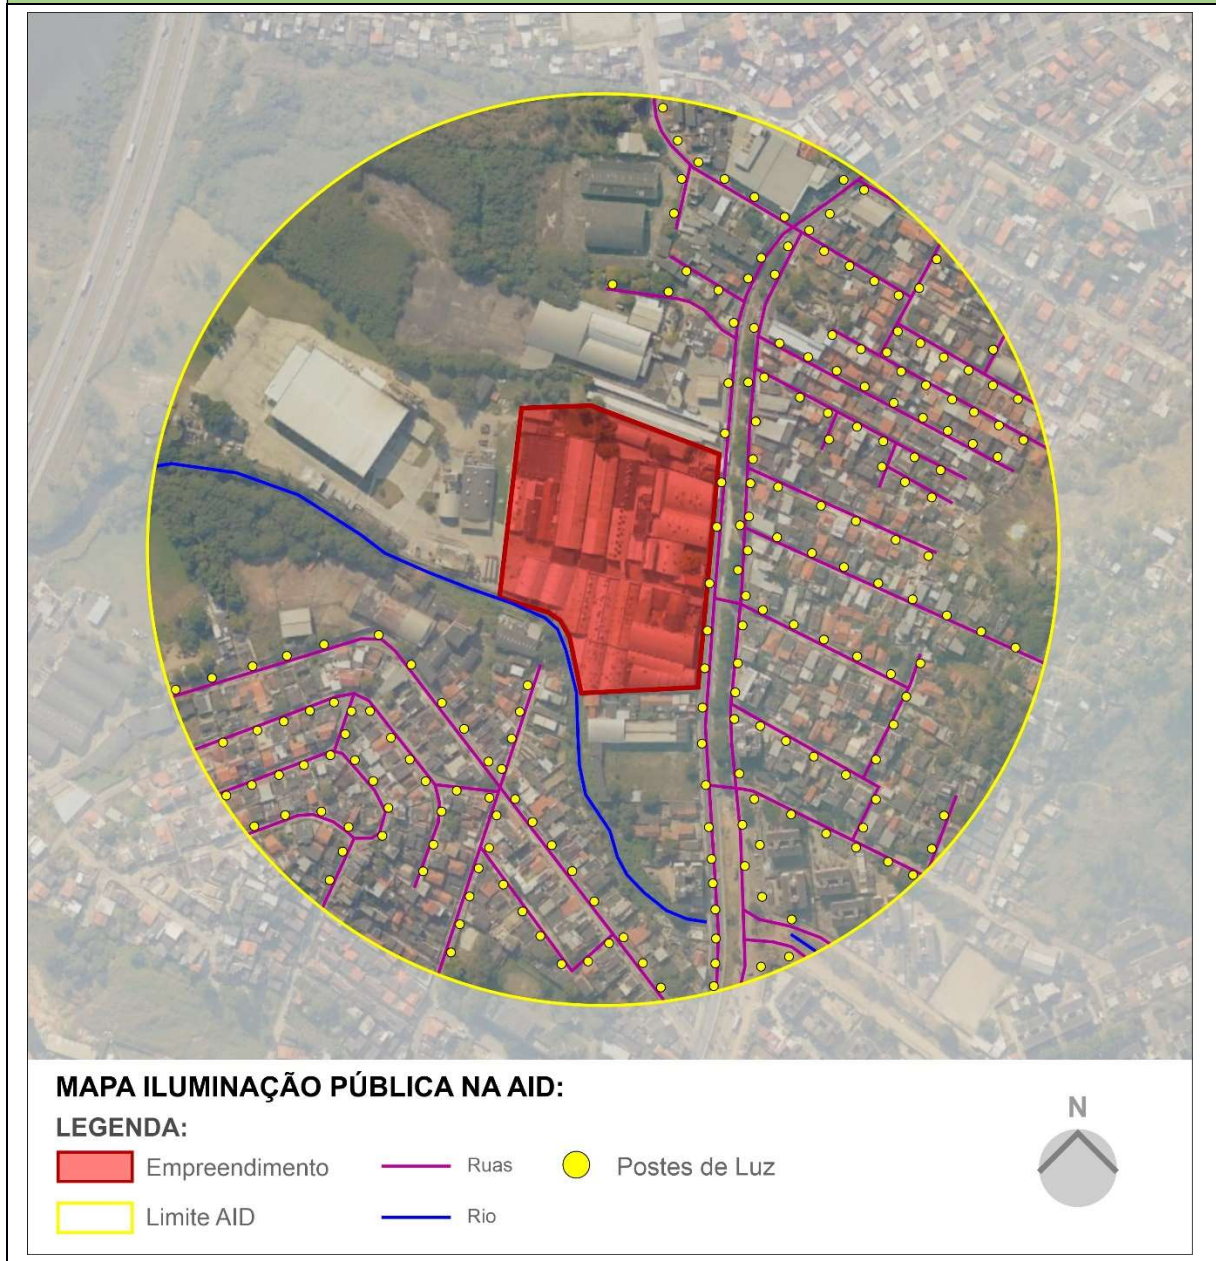 MAPA ILUMINAÇÃO PÚBLICA NA AID:
LEGENDA:
N
Empreendimento
Ruas
Postes de Luz
Limite AID
Rio